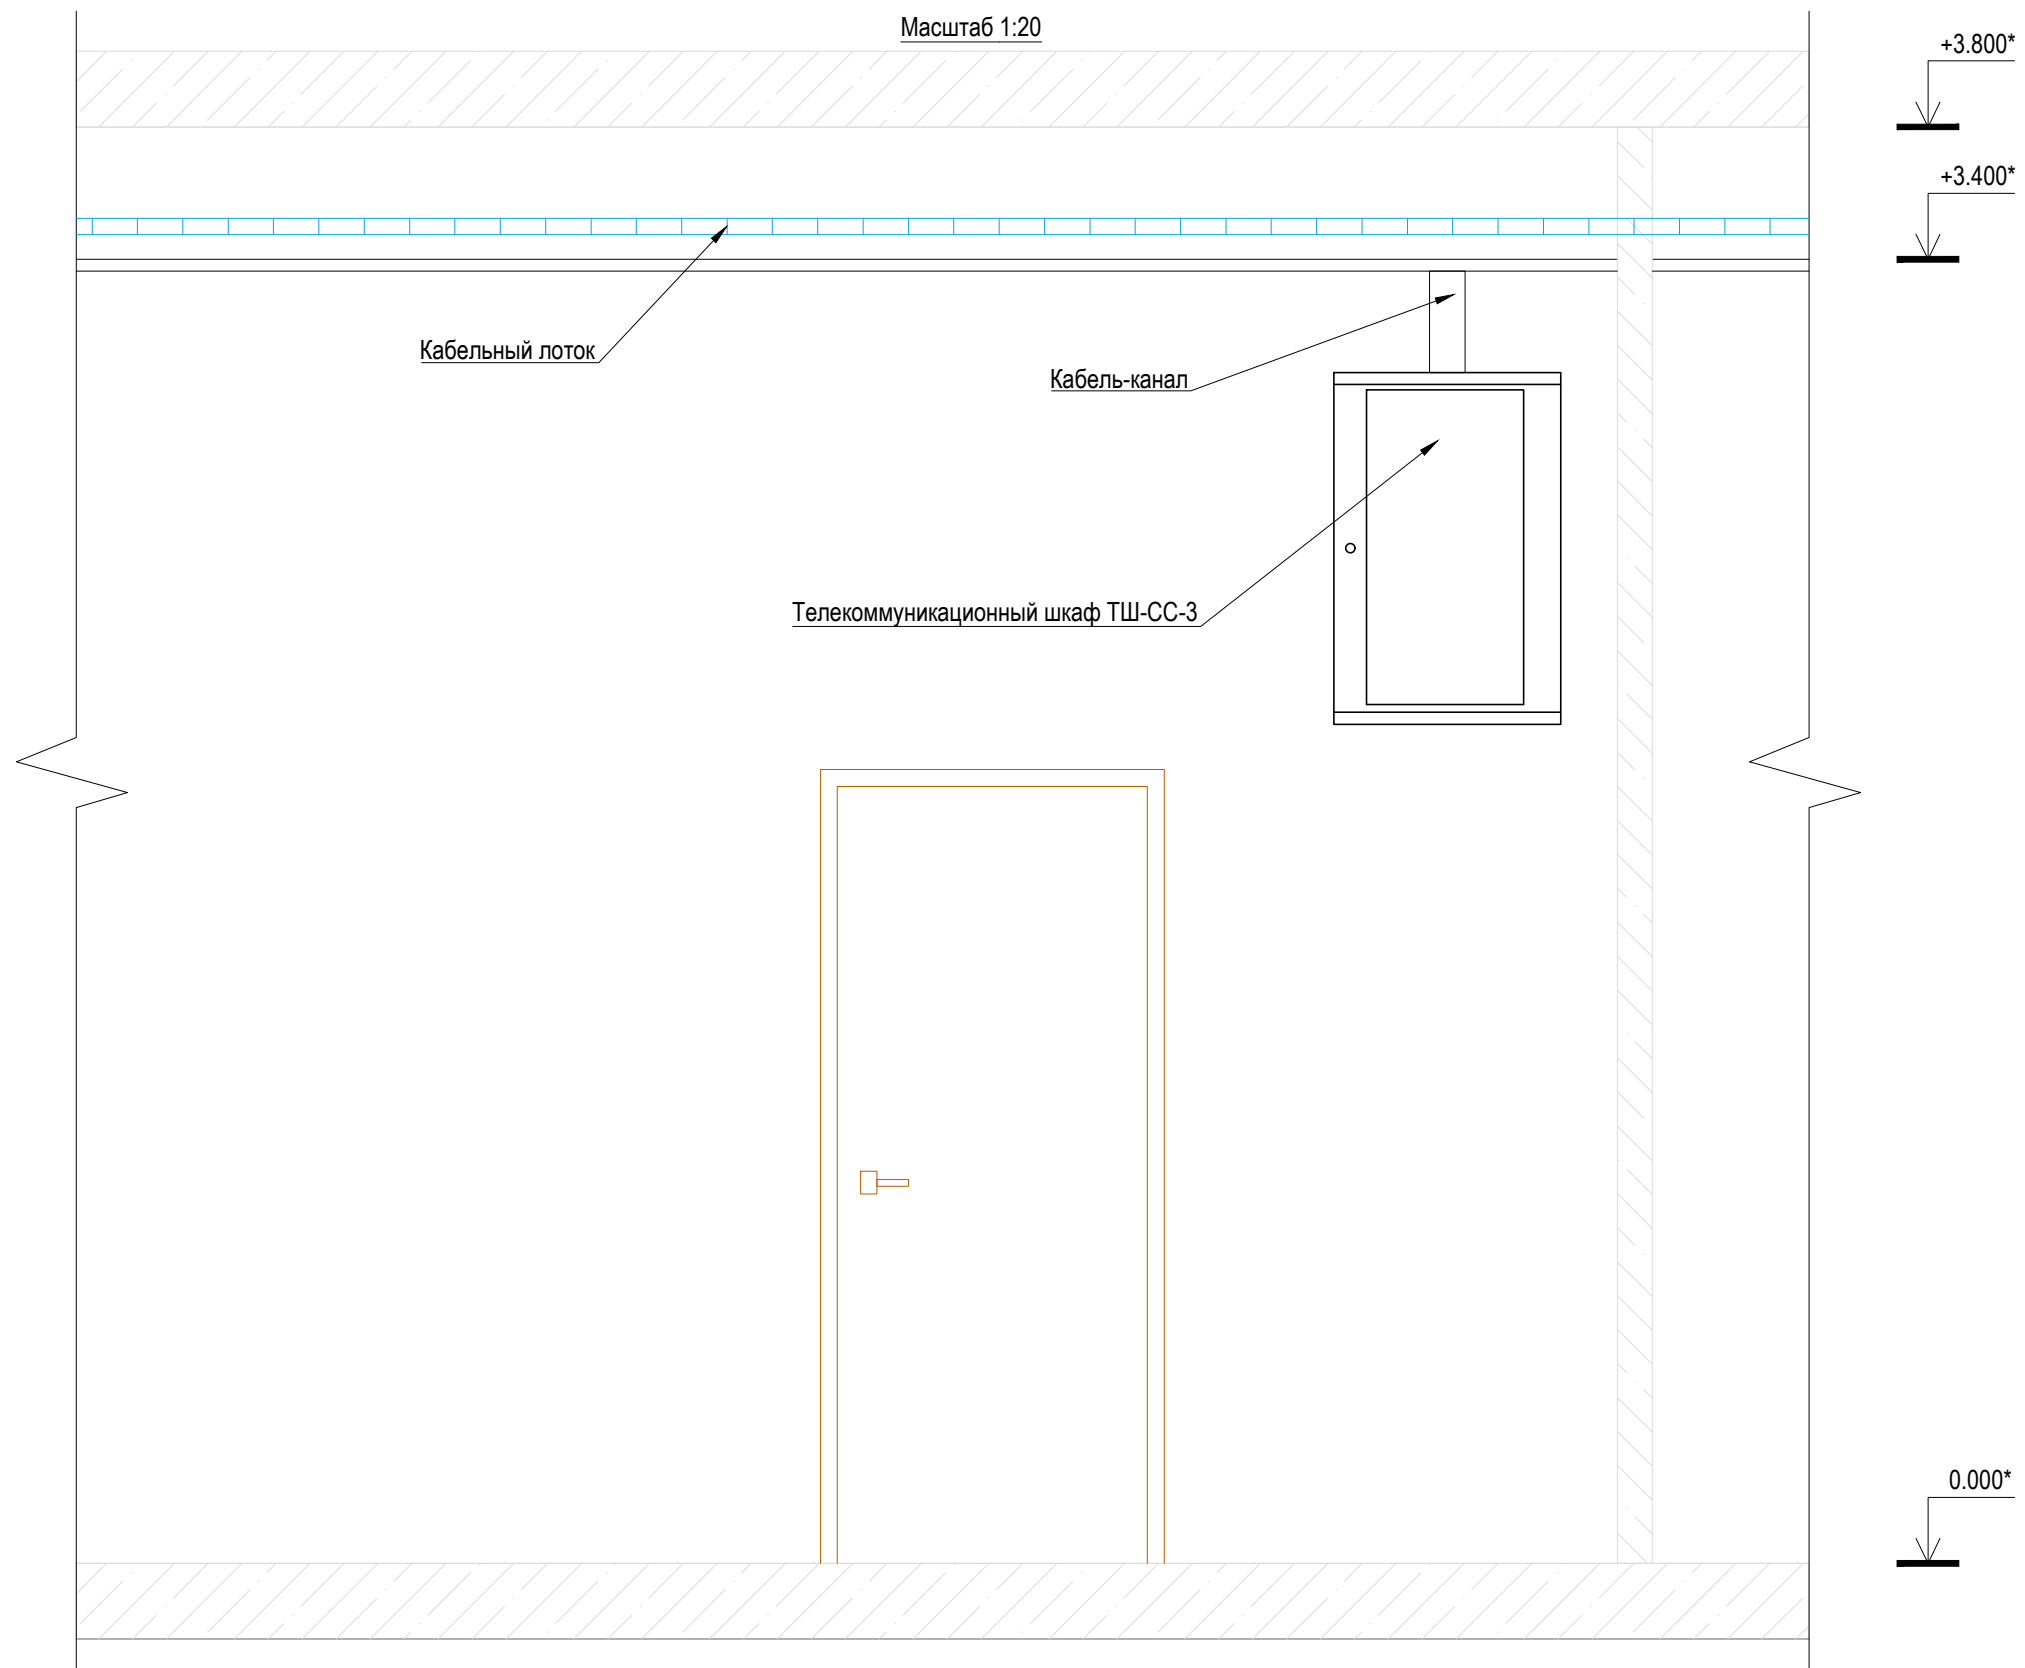 Масштаб 1:20
+3.800*
+3.400*
Кабельный лоток
Кабель-канал
Телекоммуникационный шкаф ТШ-СС-3
0.000*